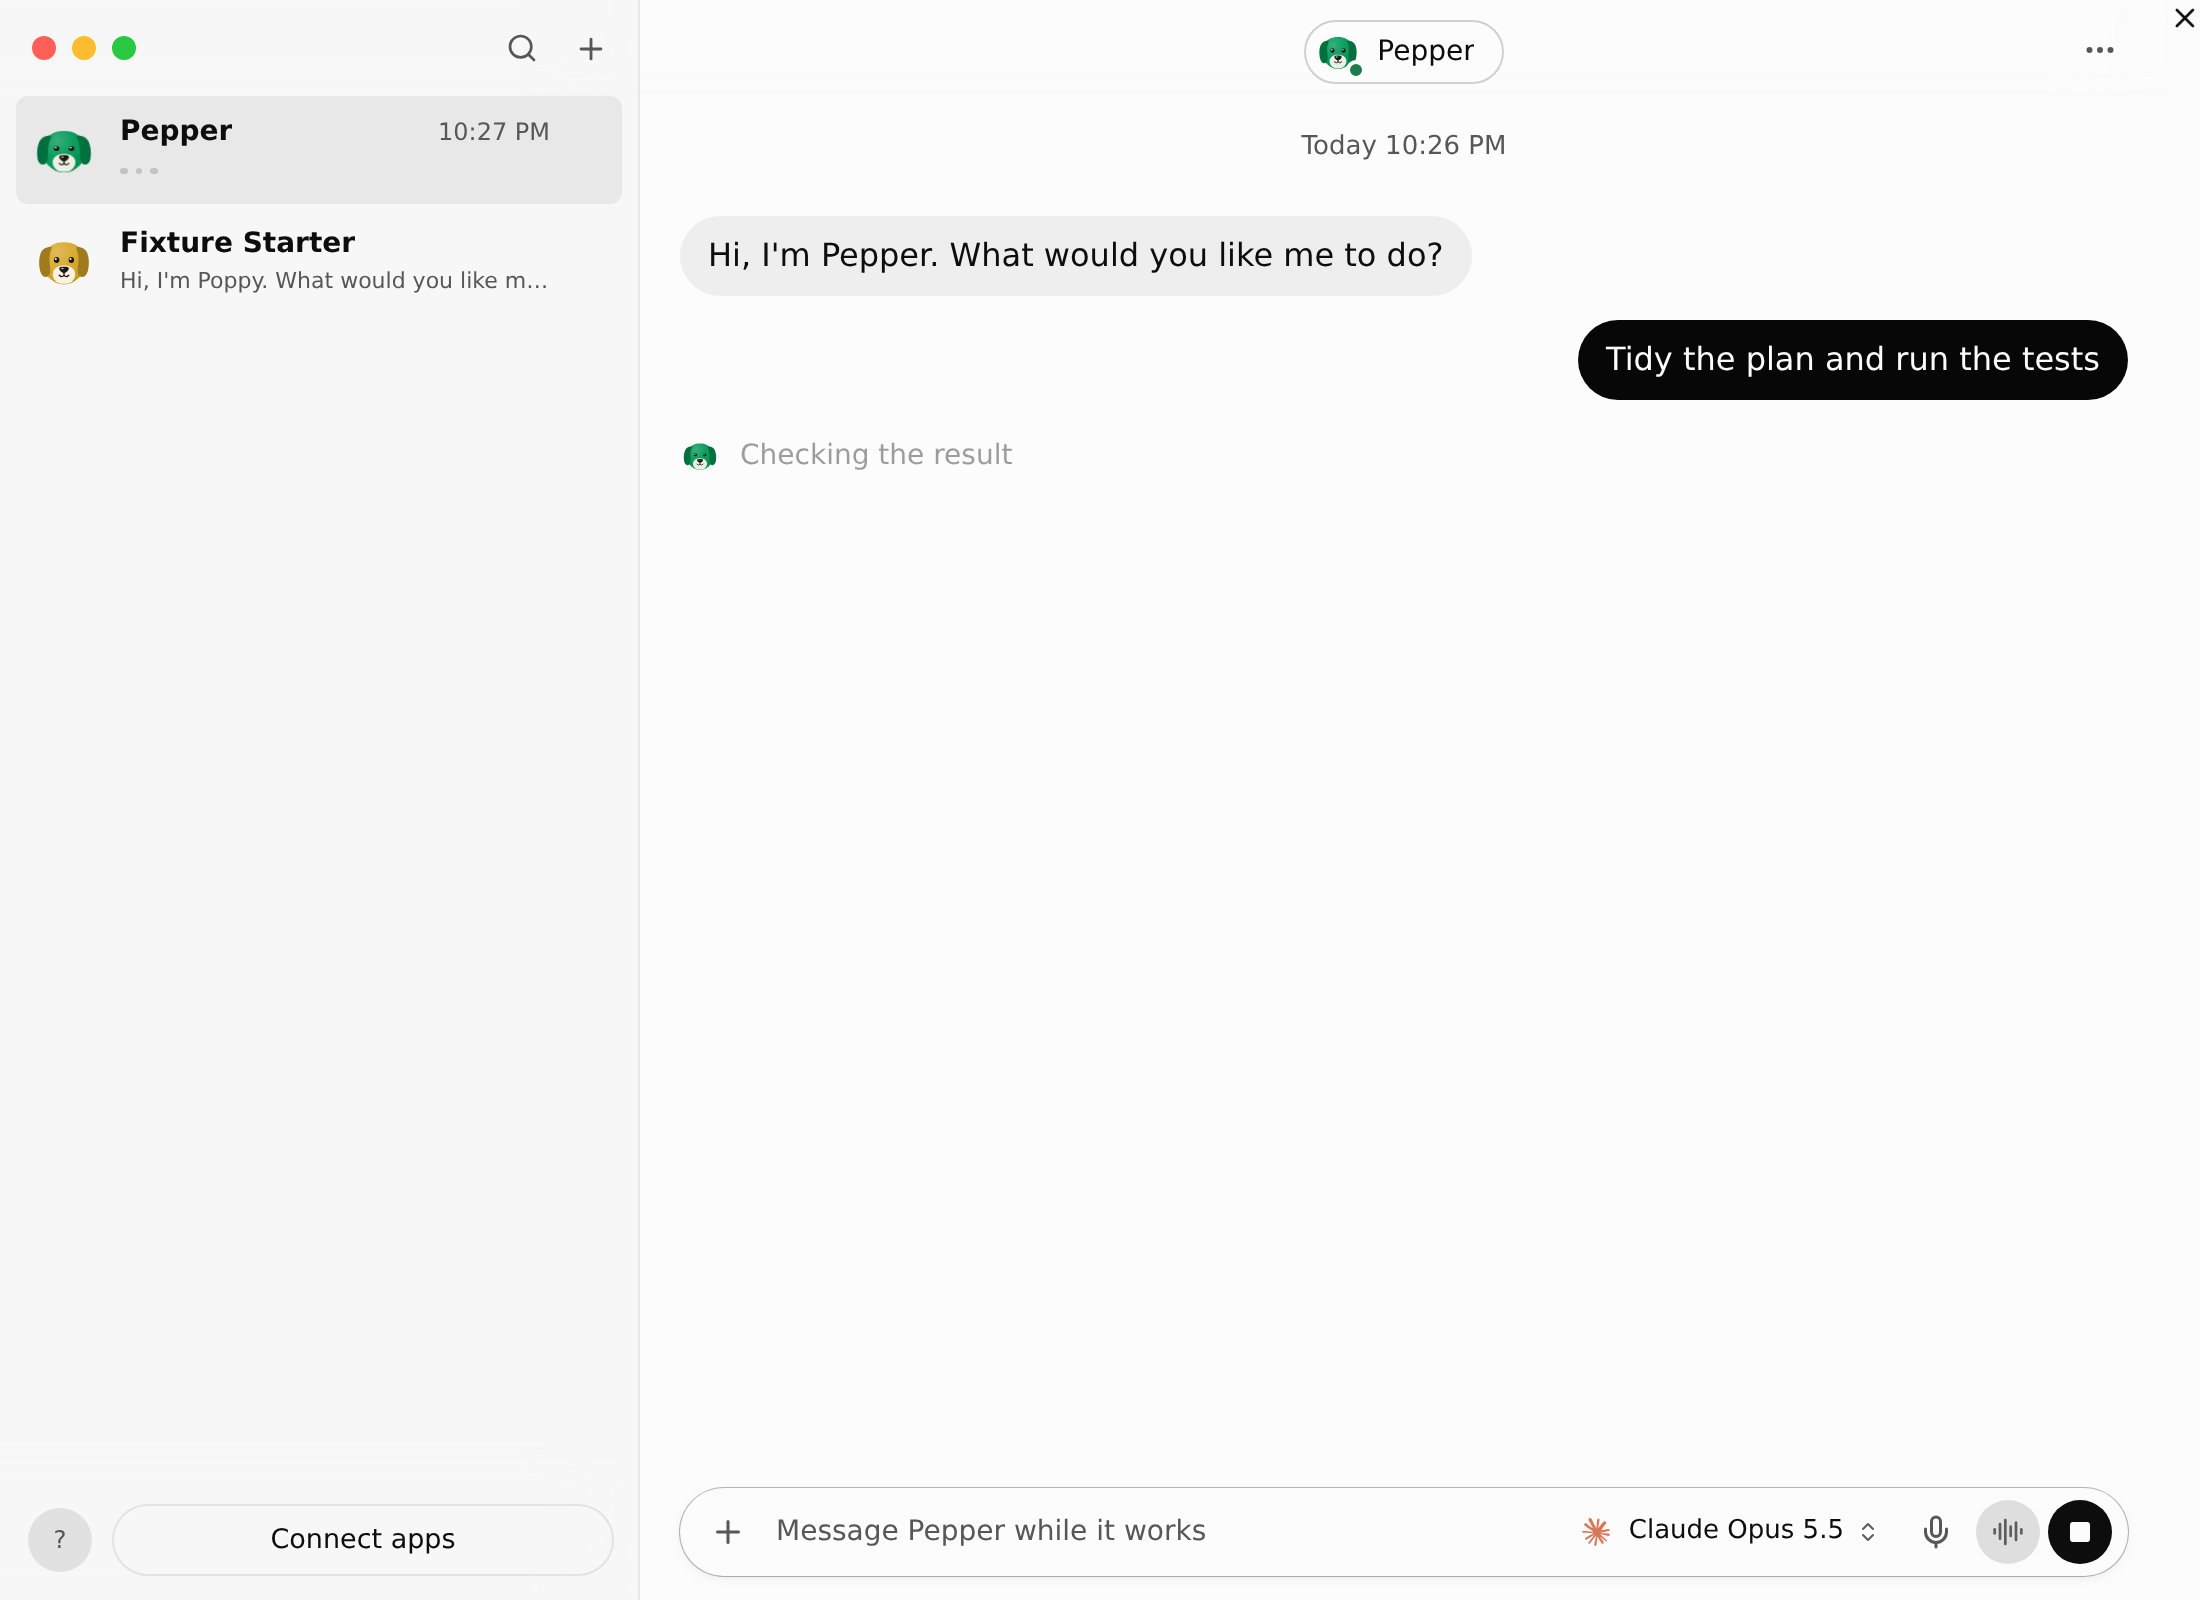 Pepper
10:27 PM
Fixture Starter
Hi, I'm Poppy. What would you like m...
? Connect apps
Pepper
Today 10:26 PM
Hi, I'm Pepper. What would you like me to do?
Tidy the plan and run the tests
Checking the result
Message Pepper while it works
Claude Opus 5.5